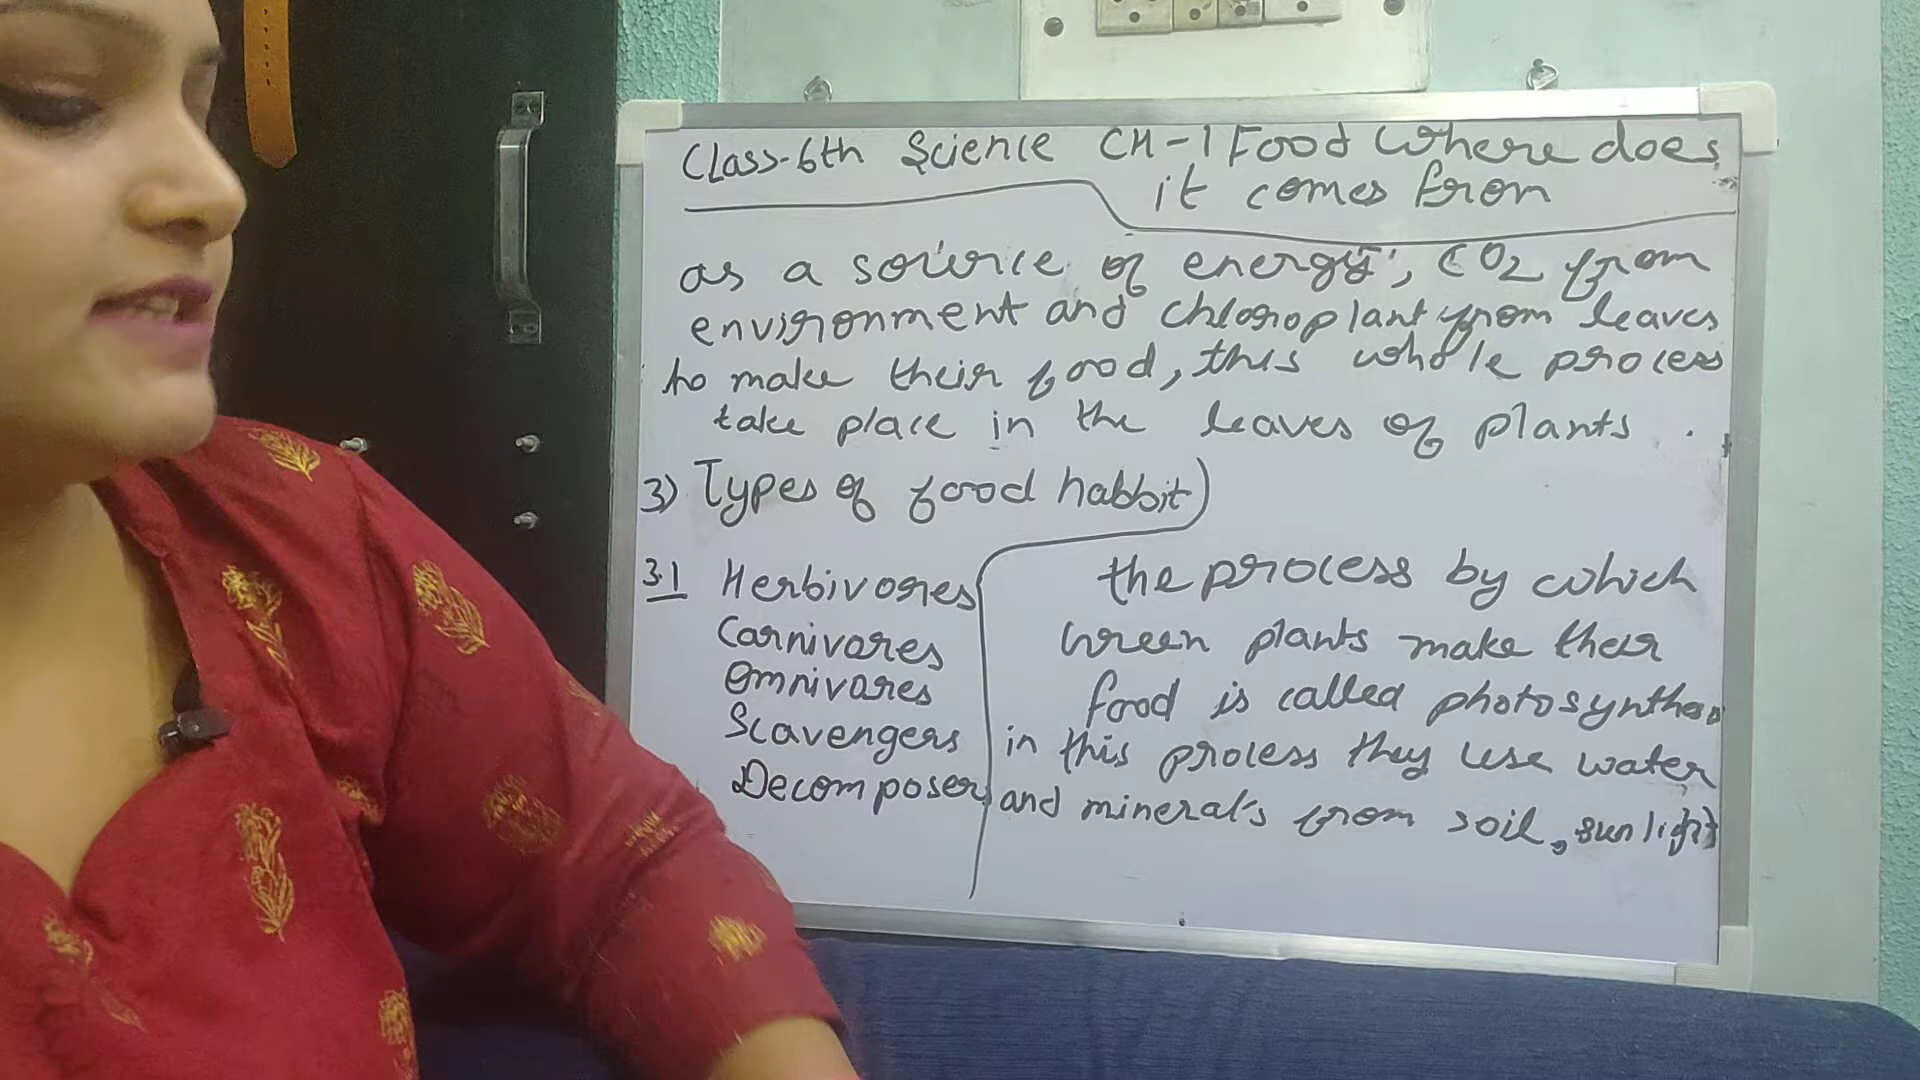 Class-6th Science CH-1 Food Where does
it comes from
as a source of energy, CO2 from
environment and chloroplant from leaves
to make their food, this whole process
take place in the leaves of plants.
3) Types of food habbit
3.1 Herbivores
Carnivores
Omnivores
Scavengers
Decomposers
the process by which
Green plants make their
food is called photosynthesis
in this process they use water
and minerals from soil, sunlight